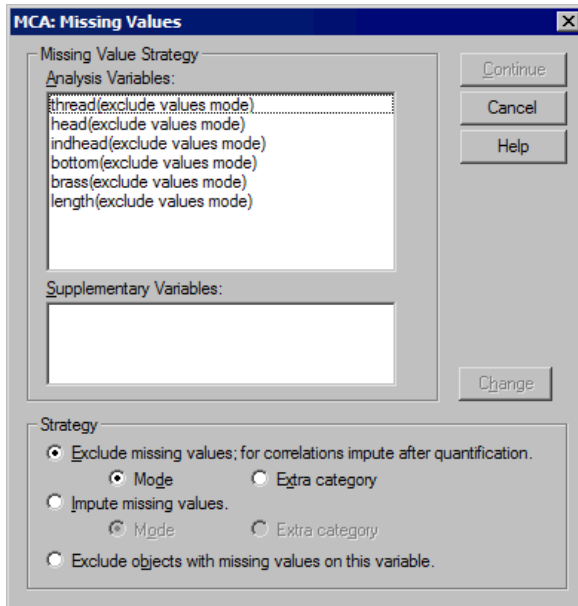 MCA: Missing Values
Missing Value Strategy
Analysis Variables:
thread(exclude values mode)
head(exclude values mode)
indhead(exclude values mode)
bottom(exclude values mode)
brass(exclude values mode)
length(exclude values mode)
Supplementary Variables:
Continue
Cancel
Help
Change
Strategy
Exclude missing values; for correlations impute after quantification.
Mode Extra category
Impute missing values.
Mode Extra category
Exclude objects with missing values on this variable.